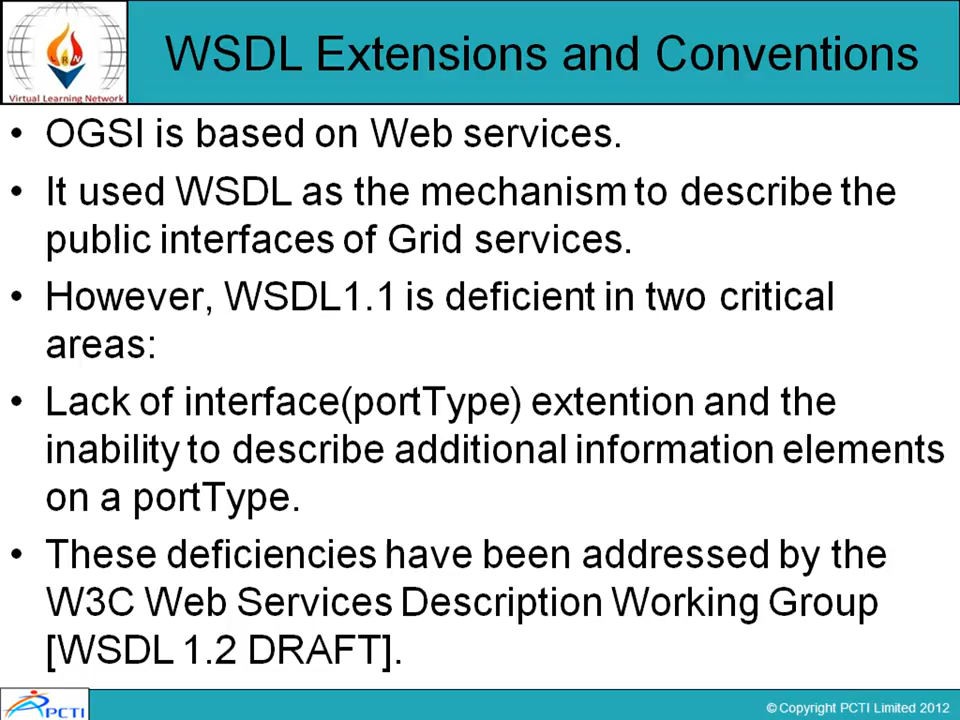 RN
Virtual Learning Network
WSDL Extensions and Conventions
• OGSI is based on Web services.
• It used WSDL as the mechanism to describe the
public interfaces of Grid services.
• However, WSDL1.1 is deficient in two critical
areas:
• Lack of interface(portType) extention and the
inability to describe additional information elements
on a portType.
• These deficiencies have been addressed by the
W3C Web Services Description Working Group
[WSDL 1.2 DRAFT].
PCTI
© Copyright PCTI Limited 2012